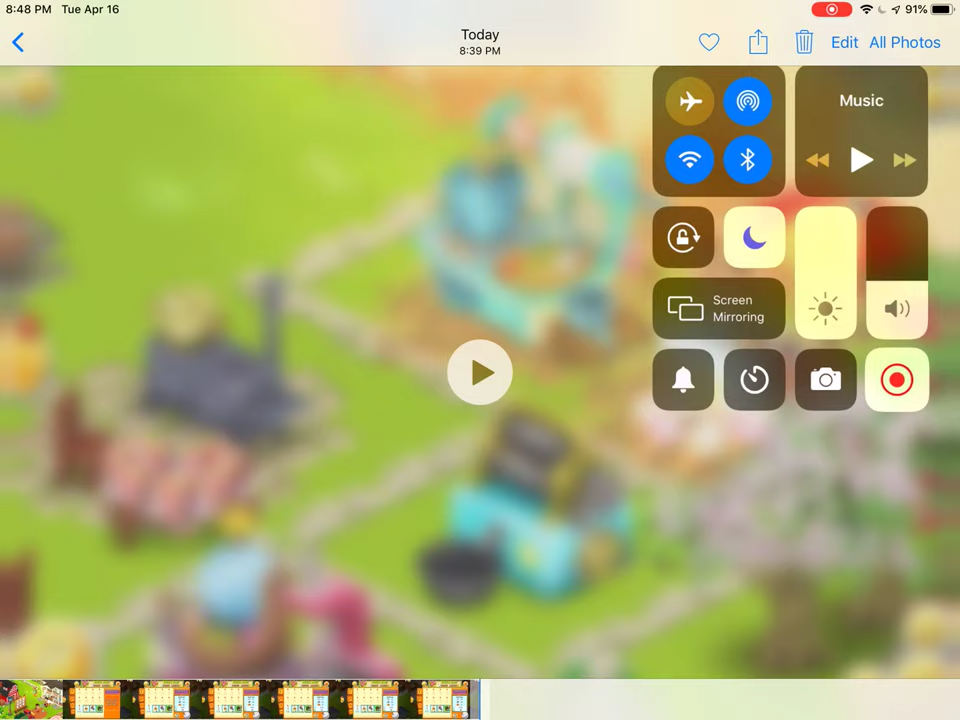 8:48 PM Tue Apr 16
91%
Today
8:39 PM
Edit
All Photos
Music
Screen
Mirroring